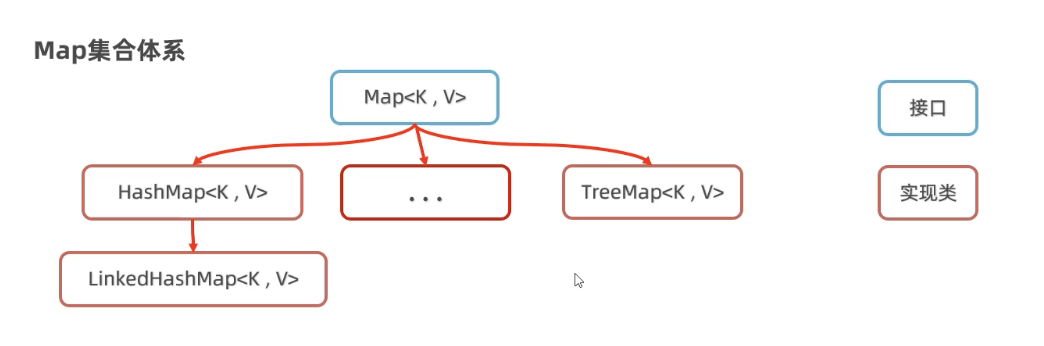 Map集合体系
Map<K , V>
接口
HashMap<K , V>
...
TreeMap<K , V>
实现类
LinkedHashMap<K , V>